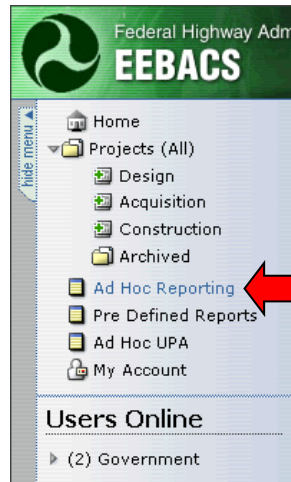 Federal Highway Adm
EEBACS
hide menu
Home
Projects (All)
Design
Acquisition
Construction
Archived
Ad Hoc Reporting
Pre Defined Reports
Ad Hoc UPA
My Account
Users Online
(2) Government